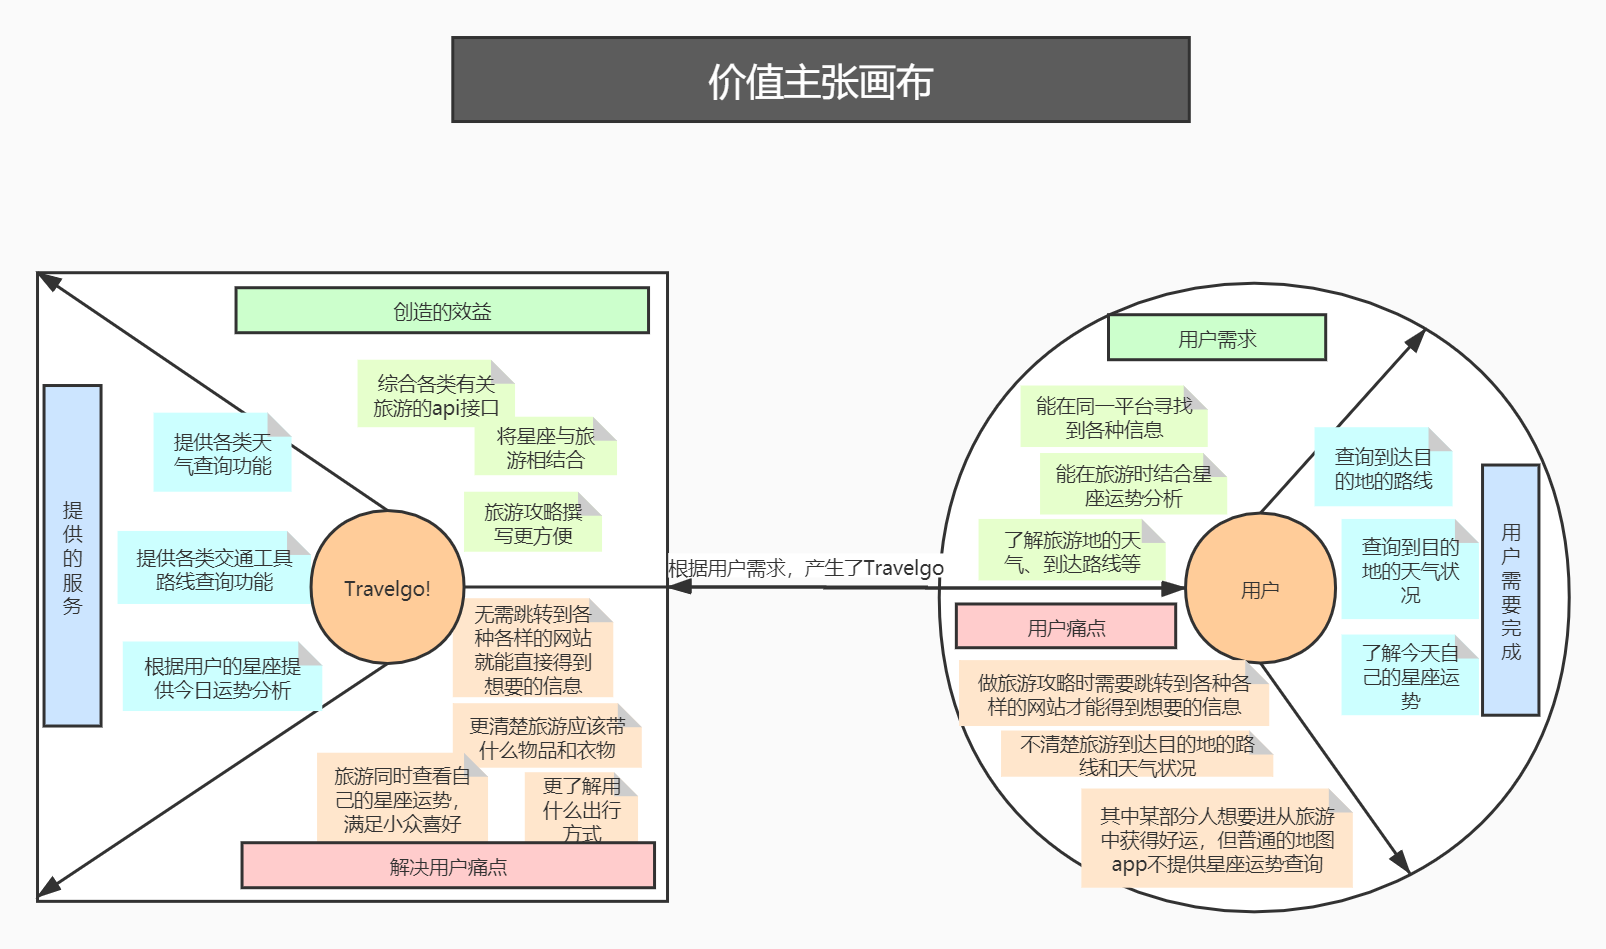 价值主张画布
创造的效益
综合各类有关
旅游的api接口
将星座与旅
游相结合
旅游攻略撰
写更方便
提供的服务
提供各类天
气查询功能
提供各类交通工具
路线查询功能
根据用户的星座提
供今日运势分析
Travelgo!
无需跳转到各
种各样的网站
就能直接得到
想要的信息
更清楚旅游应该带
什么物品和衣物
旅游同时查看自
己的星座运势，
满足小众喜好
更了解用
什么出行
方式
解决用户痛点
根据用户需求，产生了Travelgo
用户需求
能在同一平台寻找
到各种信息
能在旅游时结合星
座运势分析
了解旅游地的天
气、到达路线等
用户
查询到达目
的地的路线
查询到目的
地的天气状
况
了解今天自
己的星座运
势
用户需要完成
用户痛点
做旅游攻略时需要跳转到各种各
样的网站才能得到想要的信息
不清楚旅游到达目的地的路
线和天气状况
其中某部分人想要进从旅游
中获得好运，但普通的地图
app不提供星座运势查询